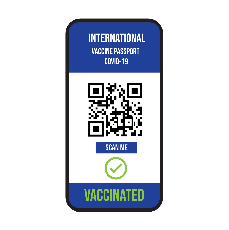 INTERNATIONAL
VACCINE PASSPORT
COVID-19
SCAN ME
VACCINATED